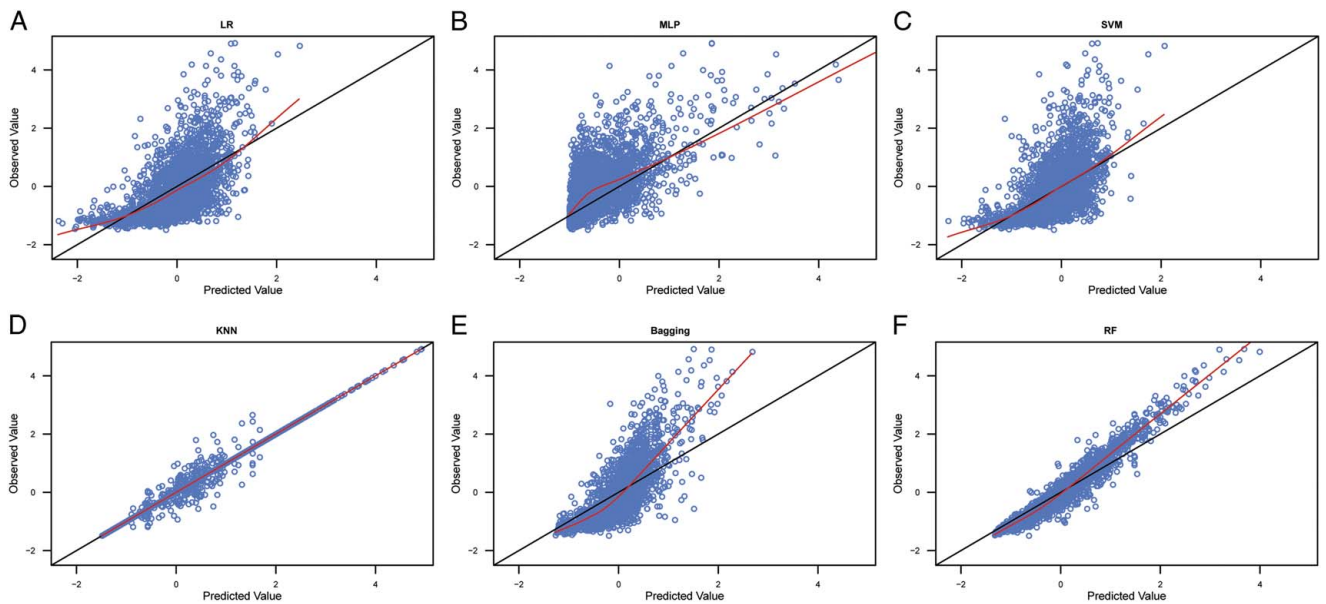 A
LR
Observed Value
4
2
0
−2
−2 0 2 4
Predicted Value
B
MLP
Observed Value
4
2
0
−2
−2 0 2 4
Predicted Value
C
SVM
Observed Value
4
2
0
−2
−2 0 2 4
Predicted Value
D
KNN
Observed Value
4
2
0
−2
−2 0 2 4
Predicted Value
E
Bagging
Observed Value
4
2
0
−2
−2 0 2 4
Predicted Value
F
RF
Observed Value
4
2
0
−2
−2 0 2 4
Predicted Value